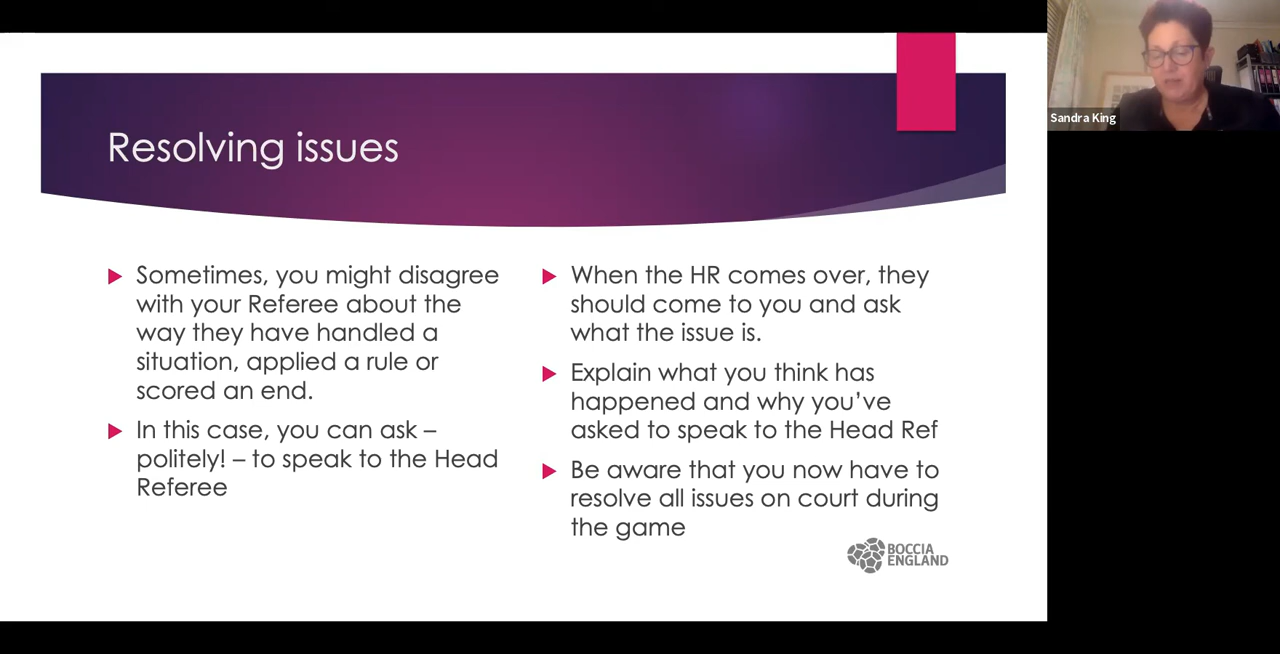 Resolving issues
Sometimes, you might disagree
with your Referee about the
way they have handled a
situation, applied a rule or
scored an end.
In this case, you can ask –
politely! – to speak to the Head
Referee
When the HR comes over, they
should come to you and ask
what the issue is.
Explain what you think has
happened and why you’ve
asked to speak to the Head Ref
Be aware that you now have to
resolve all issues on court during
the game
BOCCIA
ENGLAND
Sandra King